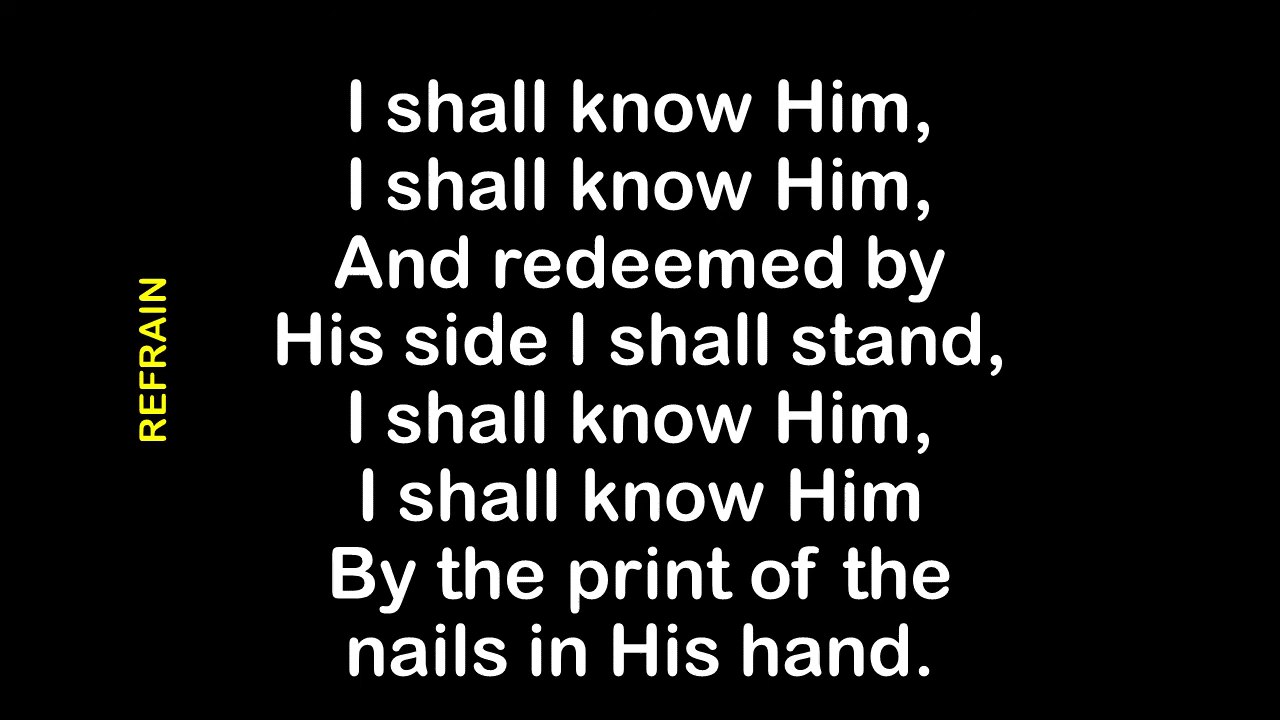 REFRAIN
I shall know Him,
I shall know Him,
And redeemed by
His side I shall stand,
I shall know Him,
I shall know Him
By the print of the
nails in His hand.